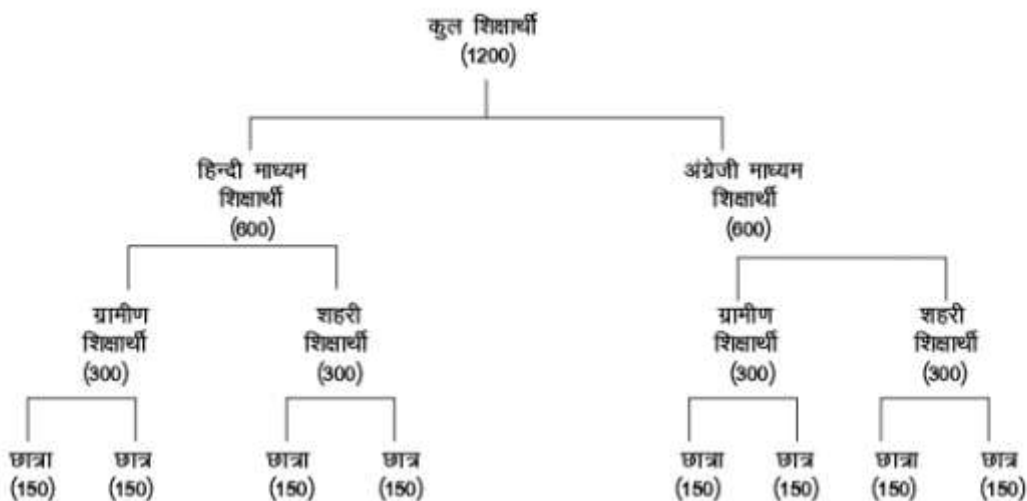 कुल शिक्षार्थी
(1200)
हिन्दी माध्यम
शिक्षार्थी
(600)
अंग्रेजी माध्यम
शिक्षार्थी
(600)
ग्रामीण
शिक्षार्थी
(300)
शहरी
शिक्षार्थी
(300)
ग्रामीण
शिक्षार्थी
(300)
शहरी
शिक्षार्थी
(300)
छात्रा
(150)
छात्र
(150)
छात्रा
(150)
छात्र
(150)
छात्रा
(150)
छात्र
(150)
छात्रा
(150)
छात्र
(150)